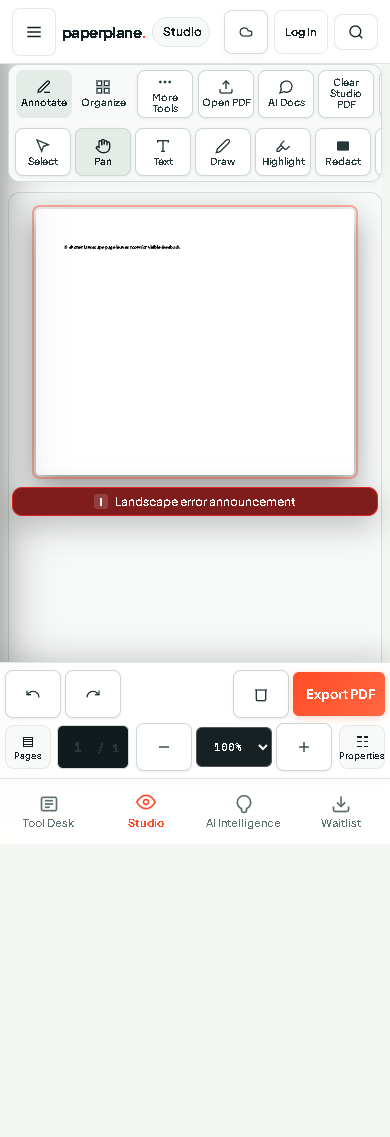 paperplane.
Studio
Log in
Annotate
Organize
More Tools
Open PDF
AI Docs
Clear Studio PDF
Select
Pan
Text
Draw
Highlight
Redact
Landscape error announcement
Export PDF
Pages
1 / 1
100%
Properties
Tool Desk
Studio
AI Intelligence
Waitlist